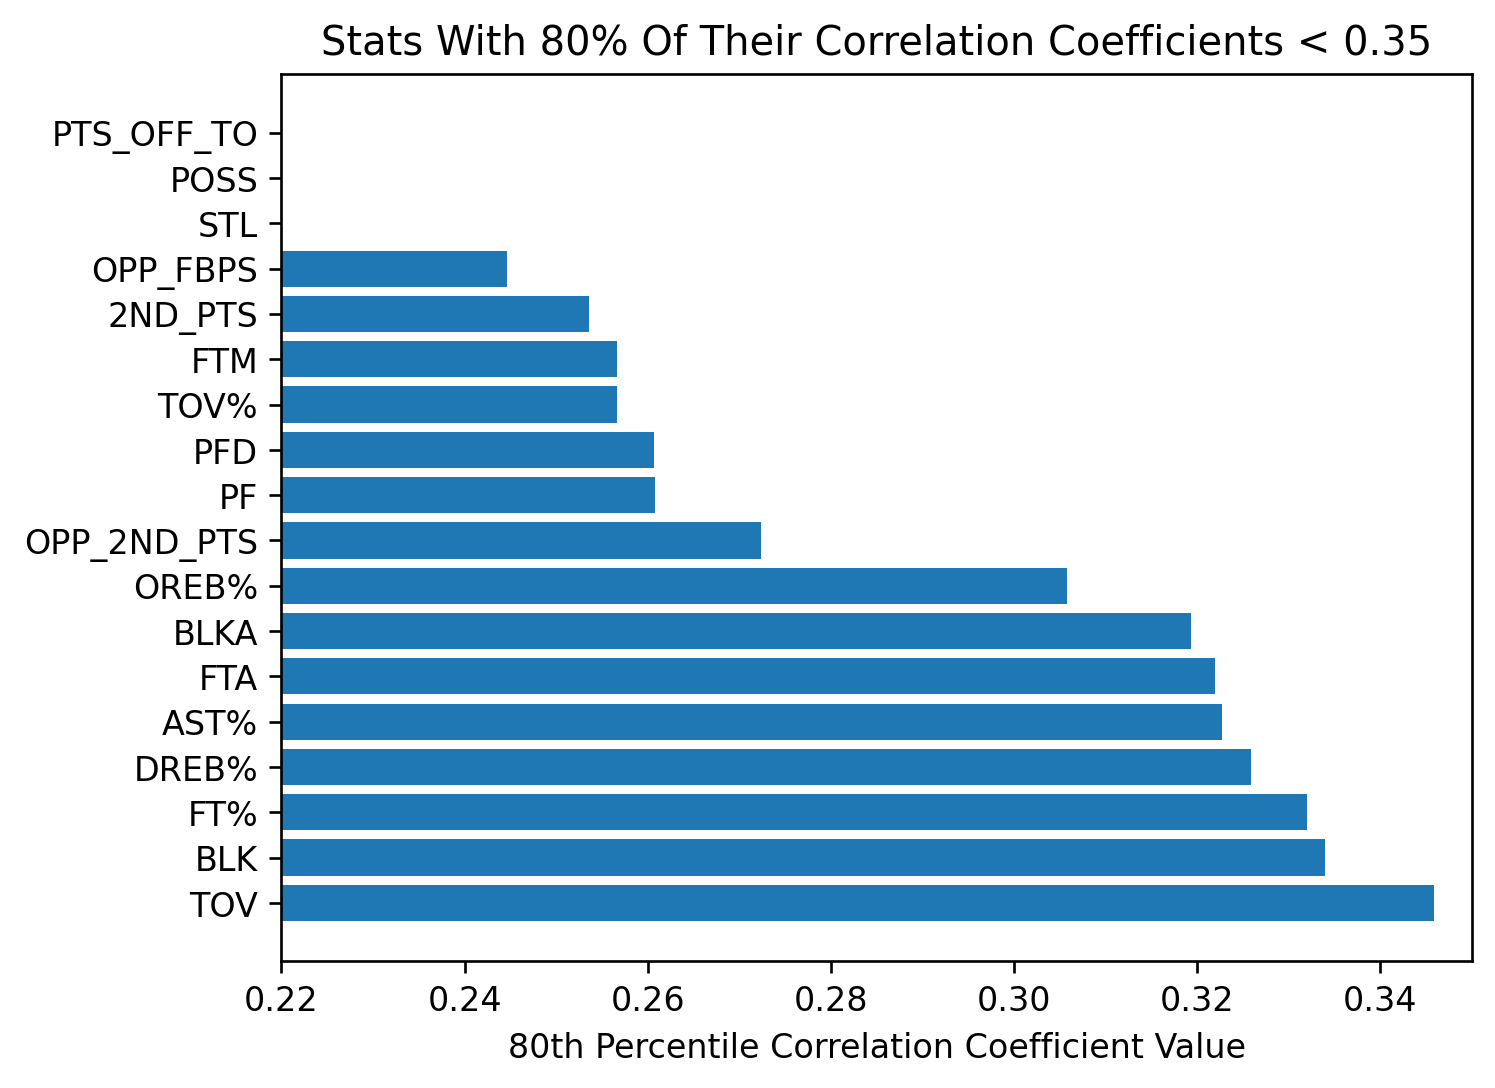 Stats With 80% Of Their Correlation Coefficients < 0.35
PTS_OFF_TO
POSS
STL
OPP_FBPS
2ND_PTS
FTM
TOV%
PFD
PF
OPP_2ND_PTS
OREB%
BLKA
FTA
AST%
DREB%
FT%
BLK
TOV
0.22 0.24 0.26 0.28 0.30 0.32 0.34
80th Percentile Correlation Coefficient Value